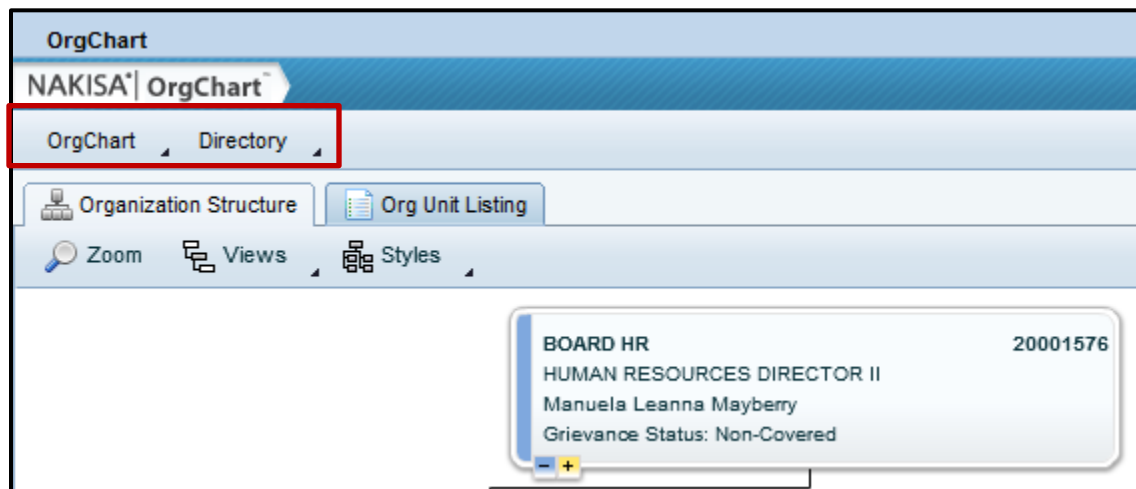 OrgChart
NAKISA | OrgChart
OrgChart Directory
Organization Structure Org Unit Listing
Zoom Views Styles
BOARD HR 20001576
HUMAN RESOURCES DIRECTOR II
Manuela Leanna Mayberry
Grievance Status: Non-Covered